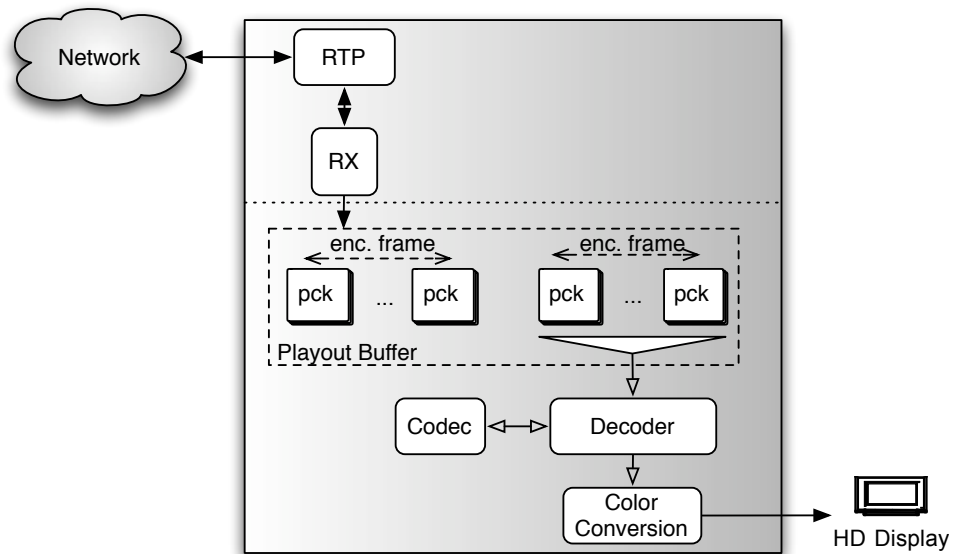 Network
RTP
RX
enc. frame
enc. frame
pck
...
pck
pck
...
pck
Playout Buffer
Codec
Decoder
Color
Conversion
HD Display